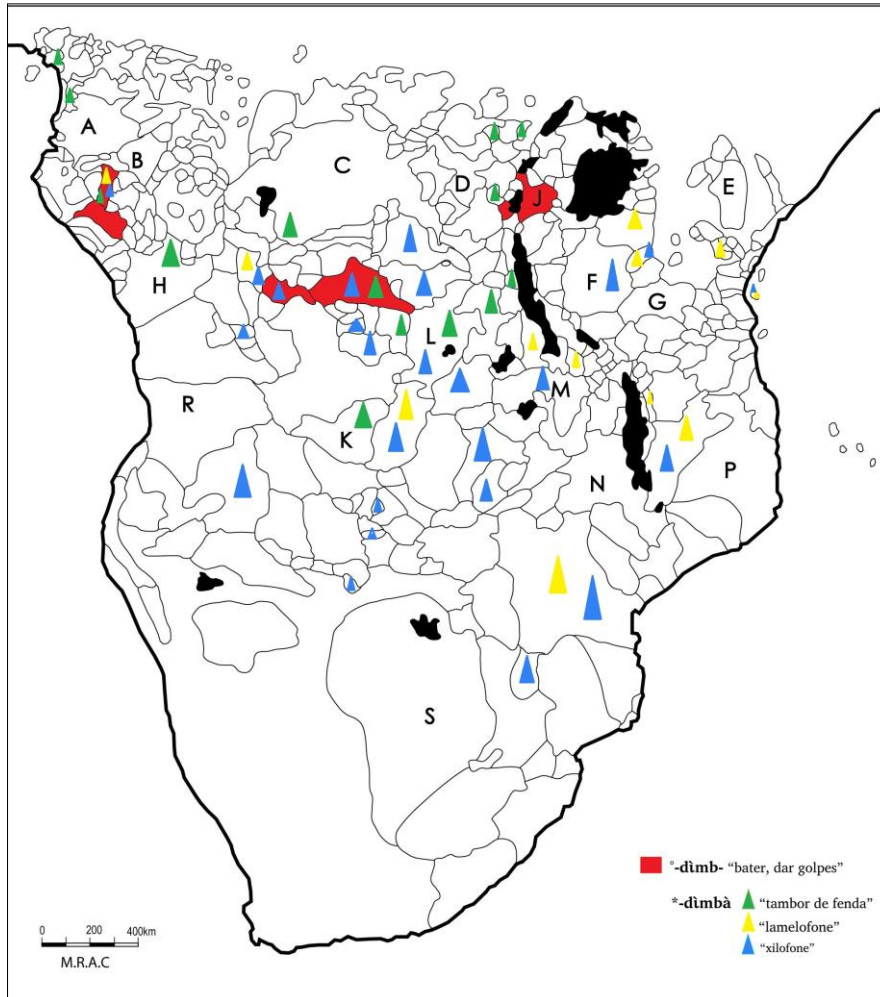 A
B
C
D
E
J
H
F
G
L
M
R
K
N
P
S
°-dìmb- “bater, dar golpes”
*-dìmbà “tambor de fenda”
“lamelofone”
“xilofone”
0 200 400km
M.R.A.C